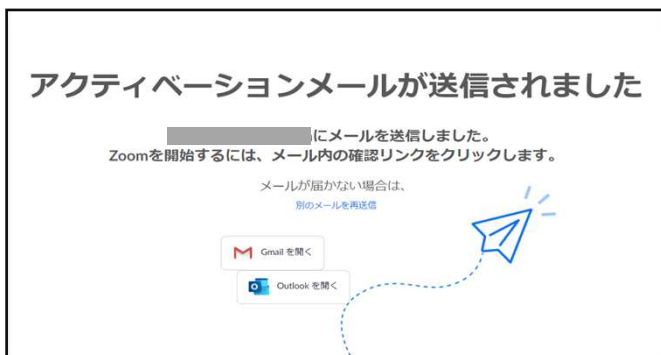 アクティベーションメールが送信されました
にメールを送信しました。
Zoomを開始するには、メール内の確認リンクをクリックします。
メールが届かない場合は、
別のメールを再送信
Gmail を開く
Outlook を開く